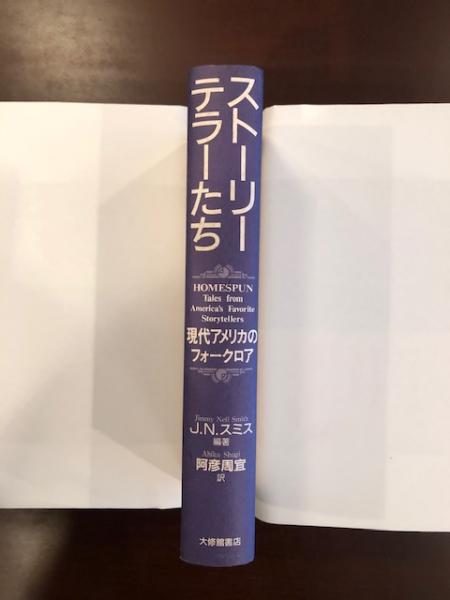 ストーリー
テラーたち
HOMESPUN
Tales from
America's Favorite
Storytellers
現代アメリカの
フォークロア
Jimmy Neil Smith
J.N.スミス
編著
Ahiko Shugi
阿彦周宜
訳
大修館書店